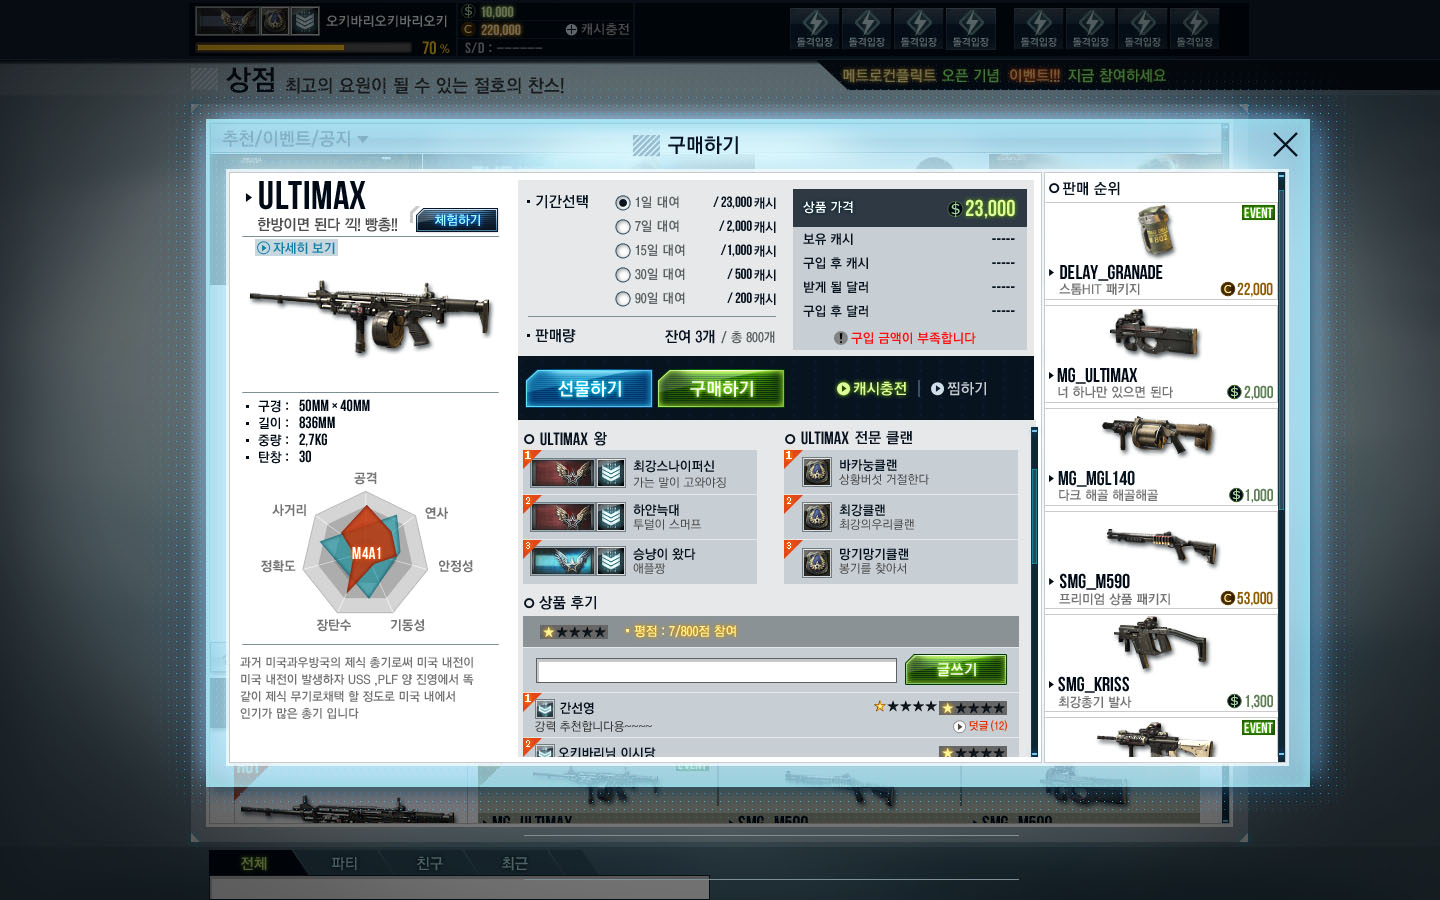 오키바리오키바리오키
10,000
220,000
캐시충전
70 %
S/D : ------
돌격입장 돌격입장 돌격입장 돌격입장 돌격입장 돌격입장 돌격입장 돌격입장
상점 최고의 요원이 될 수 있는 절호의 찬스!
메트로컨플릭트 오픈 기념 이벤트!!! 지금 참여하세요
추천/이벤트/공지
구매하기
ULTIMAX
한방이면 된다 끽! 빵총!!
체험하기
자세히 보기
구경 : 50MM × 40MM
길이 : 836MM
중량 : 2,7KG
탄창 : 30
공격
연사
안정성
기동성
장탄수
정확도
사거리
M4A1
과거 미국과우방국의 제식 총기로써 미국 내전이
미국 내전이 발생하자 USS ,PLF 양 진영에서 똑
같이 제식 무기로채택 할 정도로 미국 내에서
인기가 많은 총기 입니다
기간선택
1일 대여 / 23,000 캐시
7일 대여 / 2,000 캐시
15일 대여 /1,000 캐시
30일 대여 / 500 캐시
90일 대여 / 200 캐시
판매량 잔여 3개 / 총 800개
상품 가격 23,000
보유 캐시 -----
구입 후 캐시 -----
받게 될 달러 -----
구입 후 달러 -----
구입 금액이 부족합니다
선물하기
구매하기
캐시충전
찜하기
ULTIMAX 왕
1
최강스나이퍼신
가는 말이 고와야징
2
하얀늑대
투덜이 스머프
3
승냥이 왔다
애플짱
ULTIMAX 전문 클랜
1
바카눙클랜
상황버섯 거절한다
2
최강클랜
최강의우리클랜
3
망기망기클랜
봉기를 찾아서
상품 후기
평점 : 7/800점 참여
글쓰기
1
간선영
강력 추천합니다용~~~~
덧글 (12)
2
오키바리님 이시당
판매 순위
EVENT
DELAY_GRANADE
스톰HIT 패키지 22,000
MG_ULTIMAX
너 하나만 있으면 된다 2,000
MG_MGL140
다크 해골 해골해골 1,000
SMG_M590
프리미엄 상품 패키지 53,000
SMG_KRISS
최강총기 발사 1,300
EVENT
HOT
EVENT
MG_ULTIMAX
SMG_M590
SMG_M590
전체
파티
친구
최근